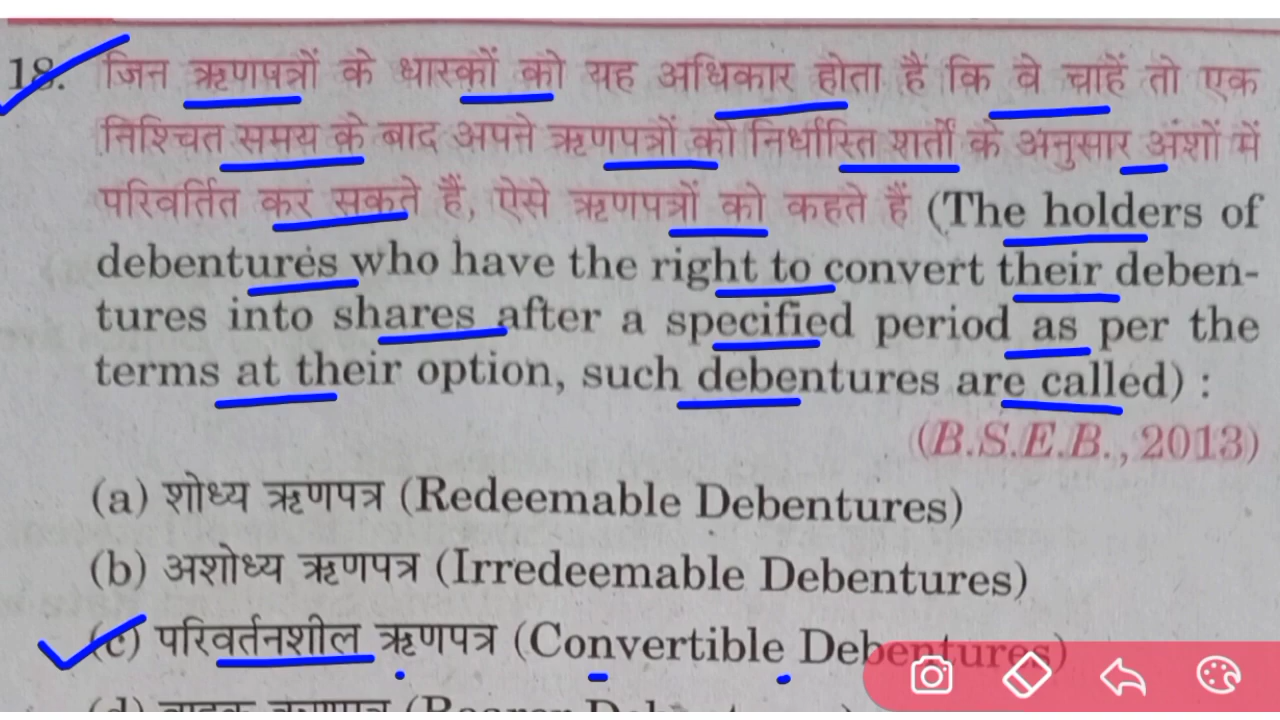 18. जिन ऋणपत्रों के धारकों को यह अधिकार होता है कि वे चाहें तो एक
निश्चित समय के बाद अपने ऋणपत्रों को निर्धारित शर्तों के अनुसार अंशों में
परिवर्तित कर सकते हैं, ऐसे ऋणपत्रों को कहते हैं (The holders of
debentures who have the right to convert their deben-
tures into shares after a specified period as per the
terms at their option, such debentures are called) :
(B.S.E.B., 2013)
(a) शोध्य ऋणपत्र (Redeemable Debentures)
(b) अशोध्य ऋणपत्र (Irredeemable Debentures)
(c) परिवर्तनशील ऋणपत्र (Convertible Debentures)